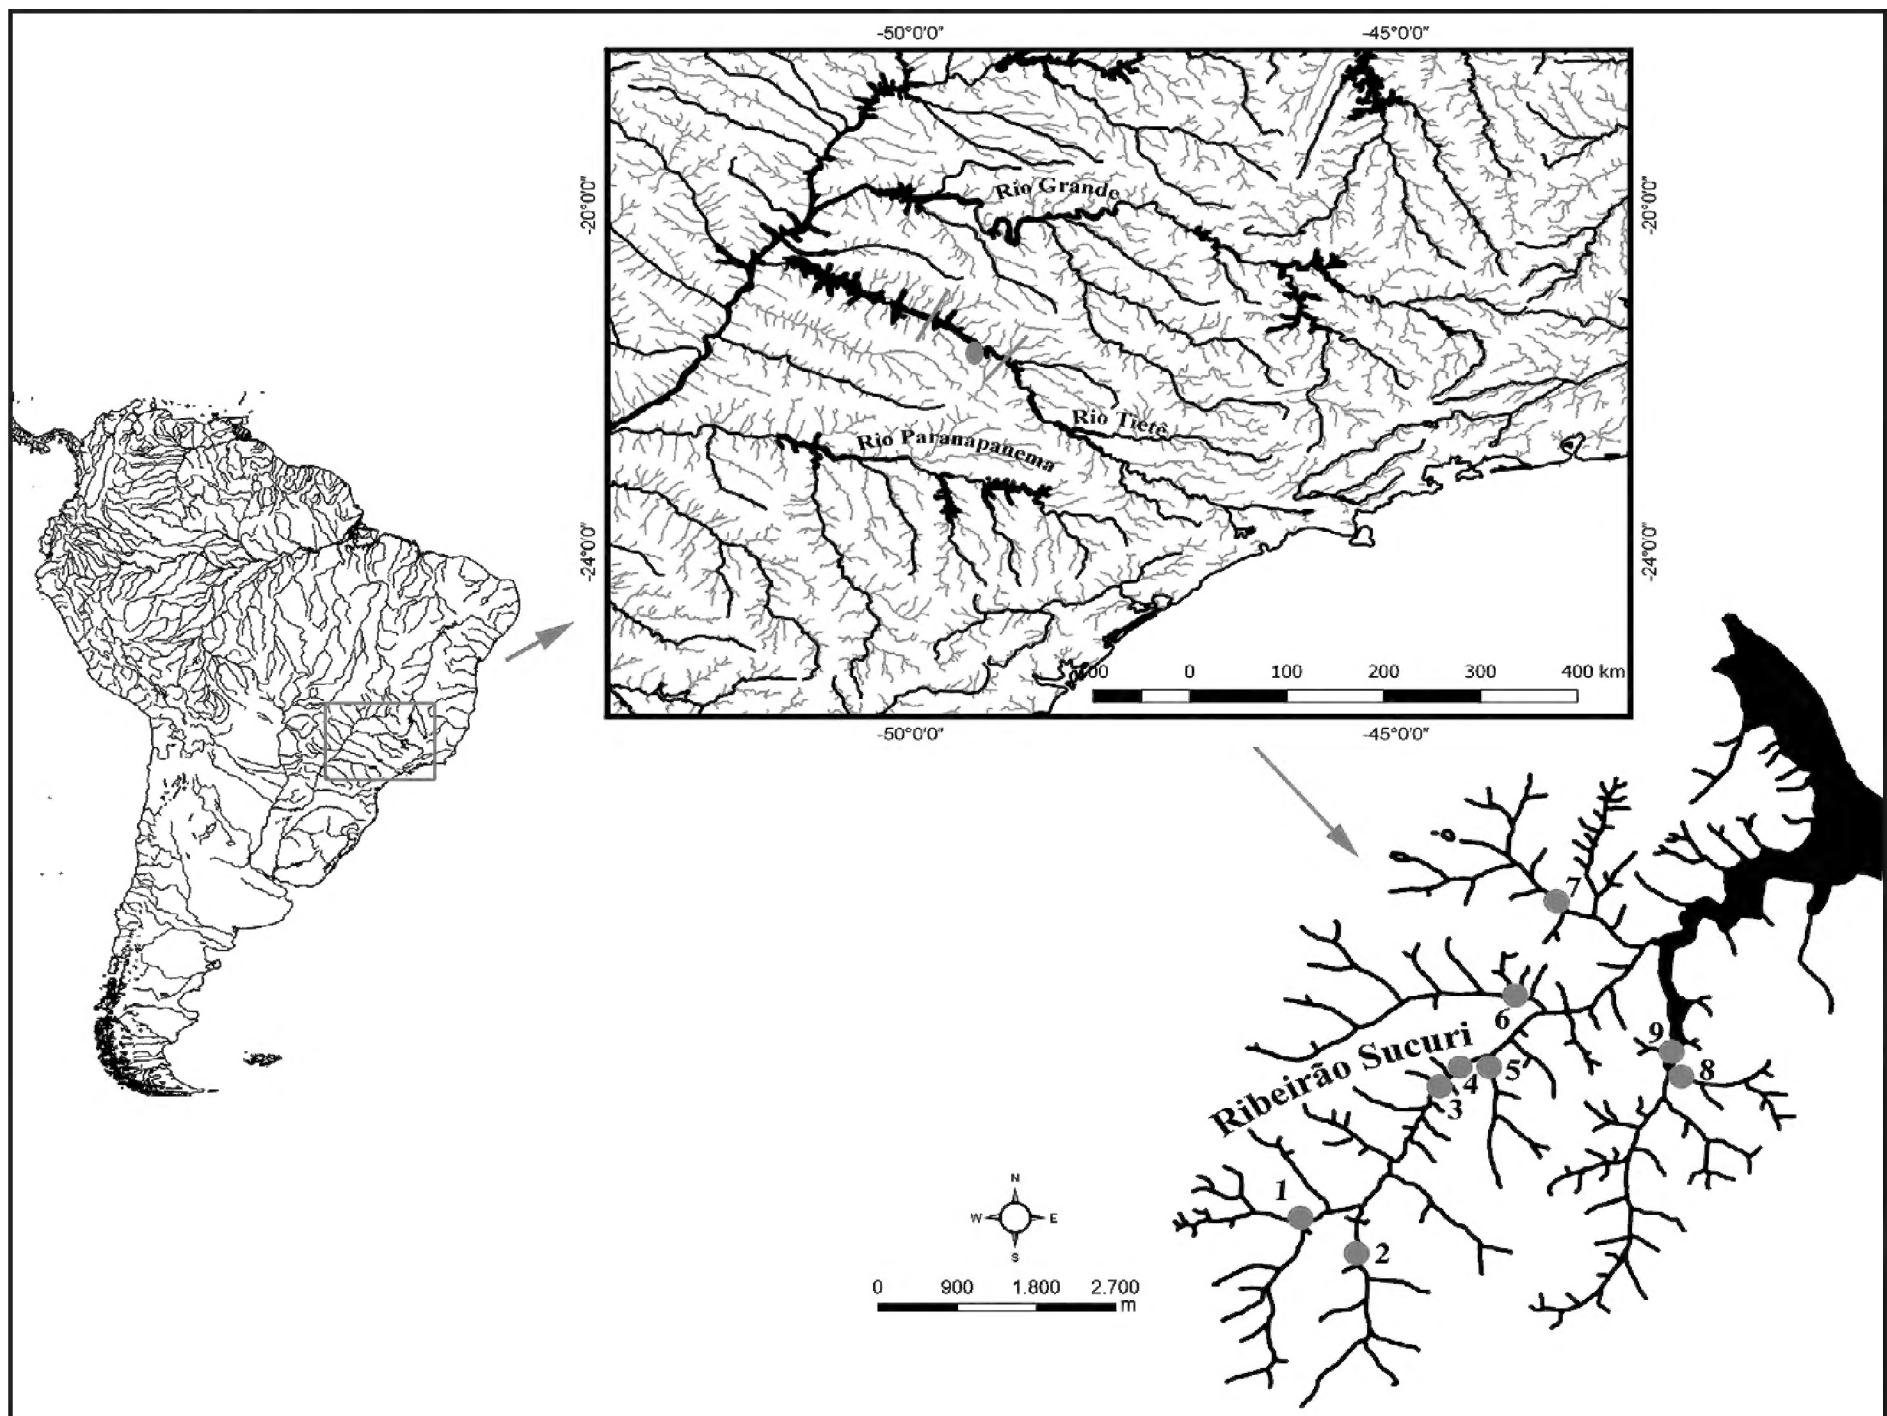 -50°0'0" -45°0'0"
-20°0'0"
-20°0'0"
Rio Grande
Rio Tietê
Rio Paranapanema
-24°0'0"
-24°0'0"
0 100 200 300 400 km
-50°0'0" -45°0'0"
7
6
Ribeirão Sucuri
9
8
5
4
3
1
2
N
W E
S
0 900 1.800 2.700
m